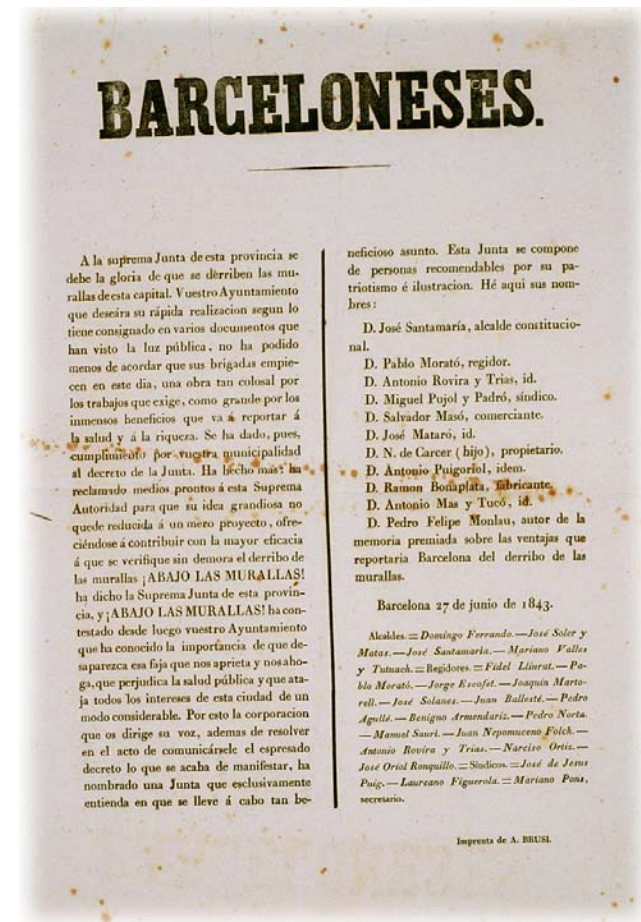 BARCELONESES.
A la suprema Junta de esta provincia se
debe la gloria de que se derriben las mu-
rallas de esta capital. Vuestro Ayuntamiento
que deseára su rápida realizacion segun lo
tiene consignado en varios documentos que
han visto la luz pública, no ha podido
menos de acordar que sus brigadas empie-
cen en este dia, una obra tan colosal por
los trabajos que exige, como grande por los
inmensos beneficios que va á reportar á
la salud y á la riqueza. Se ha dado, pues,
cumplimiento por vuestra municipalidad
al decreto de la Junta. Ha hecho mas: ha
reclamado medios prontos á esta Suprema
Autoridad para que su idea grandiosa no
quede reducida á un mero proyecto, ofre-
ciéndose á contribuir con la mayor eficacia
á que se verifique sin demora el derribo de
las murallas ¡ABAJO LAS MURALLAS!
ha dicho la Suprema Junta de esta provin-
cia, y ¡ABAJO LAS MURALLAS! ha con-
testado desde luego vuestro Ayuntamiento
que ha conocido la importancia de que de-
saparezca esa faja que nos aprieta y nos aho-
ga, que perjudica la salud pública y que ata-
ja todos los intereses de esta ciudad de un
modo considerable. Por esto la corporacion
que os dirige su voz, ademas de resolver
en el acto de comunicársele el espresado
decreto lo que se acaba de manifestar, ha
nombrado una Junta que esclusivamente
entienda en que se lleve á cabo tan be-
neficioso asunto. Esta Junta se compone
de personas recomendables por su pa-
triotismo é ilustracion. Hé aqui sus nom-
bres:
D. José Santamaría, alcalde constitucio-
nal.
D. Pablo Morató, regidor.
D. Antonio Rovira y Trias, id.
D. Miguel Pujol y Padró, síndico.
D. Salvador Masó, comerciante.
D. José Mataró, id.
D. N. de Carcer (hijo), propietario.
D. Antonio Puigoriol, idem.
D. Ramon Bonaplata, fabricante.
D. Antonio Mas y Tucó, id.
D. Pedro Felipe Monlau, autor de la
memoria premiada sobre las ventajas que
reportaria Barcelona del derribo de las
murallas.
Barcelona 27 de junio de 1843.
Alcaldes. = Domingo Ferrando. — José Soler y
Matas. — José Santamarla. — Mariano Valles
y Tutuach. = Regidores. = Fidel Llinrat. — Pa-
blo Morató. — Jorge Escofet. — Joaquin Marto-
rell. — José Solanes. — Juan Ballesté. — Pedro
Agullé. — Benigno Armendariz. — Pedro Norta.
— Manuel Saurl. — Juan Nepomuceno Folch. —
Antonio Rovira y Trias. — Narciso Ortiz. —
José Oriol Ronquillo. = Síndicos. = José de Jesus
Puig. — Laureano Figuerola. = Mariano Pons,
secretario.
Imprenta de A. BRUSI.